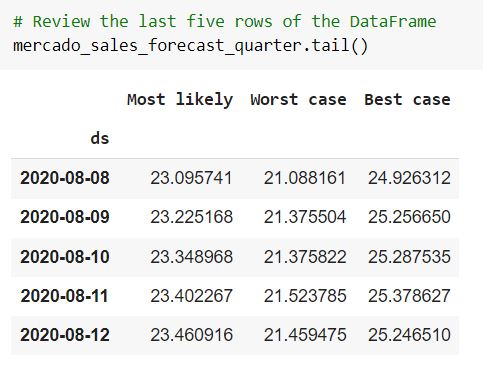 # Review the last five rows of the DataFrame
mercado_sales_forecast_quarter.tail()
Most likely Worst case Best case
ds
2020-08-08 23.095741 21.088161 24.926312
2020-08-09 23.225168 21.375504 25.256650
2020-08-10 23.348968 21.375822 25.287535
2020-08-11 23.402267 21.523785 25.378627
2020-08-12 23.460916 21.459475 25.246510